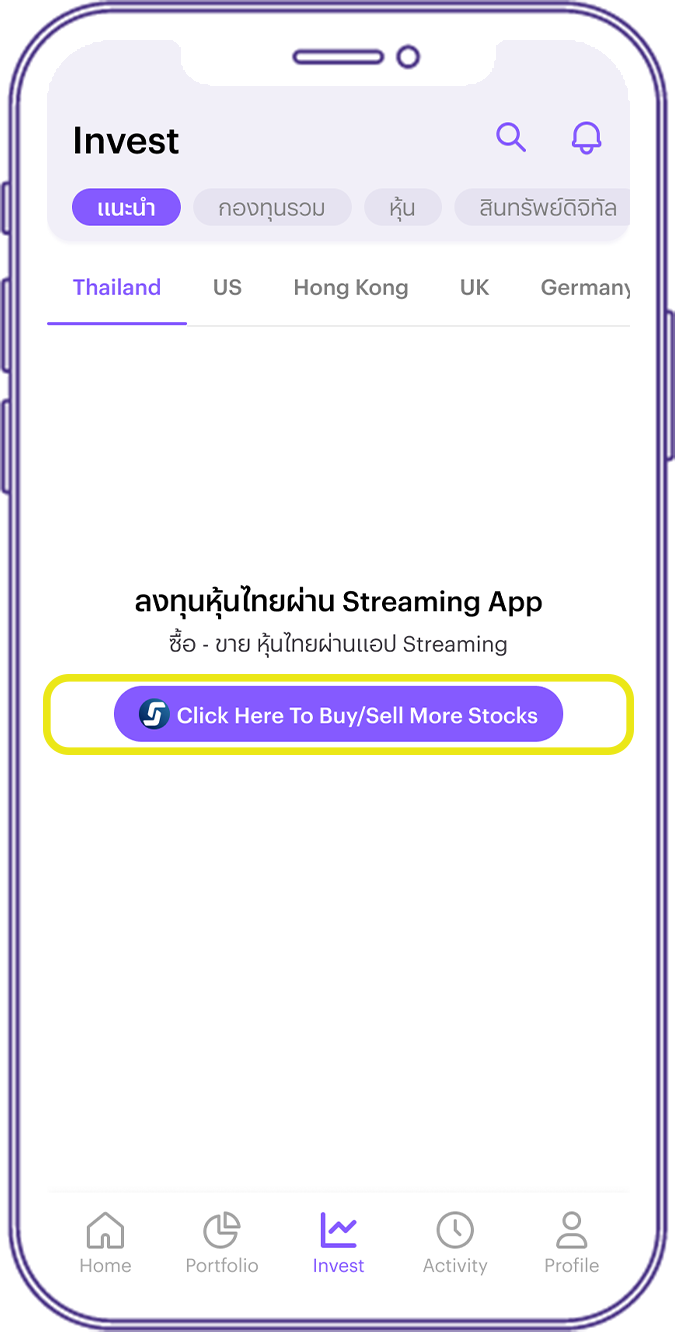 Invest
แนะนำ กองทุนรวม หุ้น สินทรัพย์ดิจิทัล
Thailand US Hong Kong UK Germany
ลงทุนหุ้นไทยผ่าน Streaming App
ซื้อ - ขาย หุ้นไทยผ่านแอป Streaming
Click Here To Buy/Sell More Stocks
Home Portfolio Invest Activity Profile